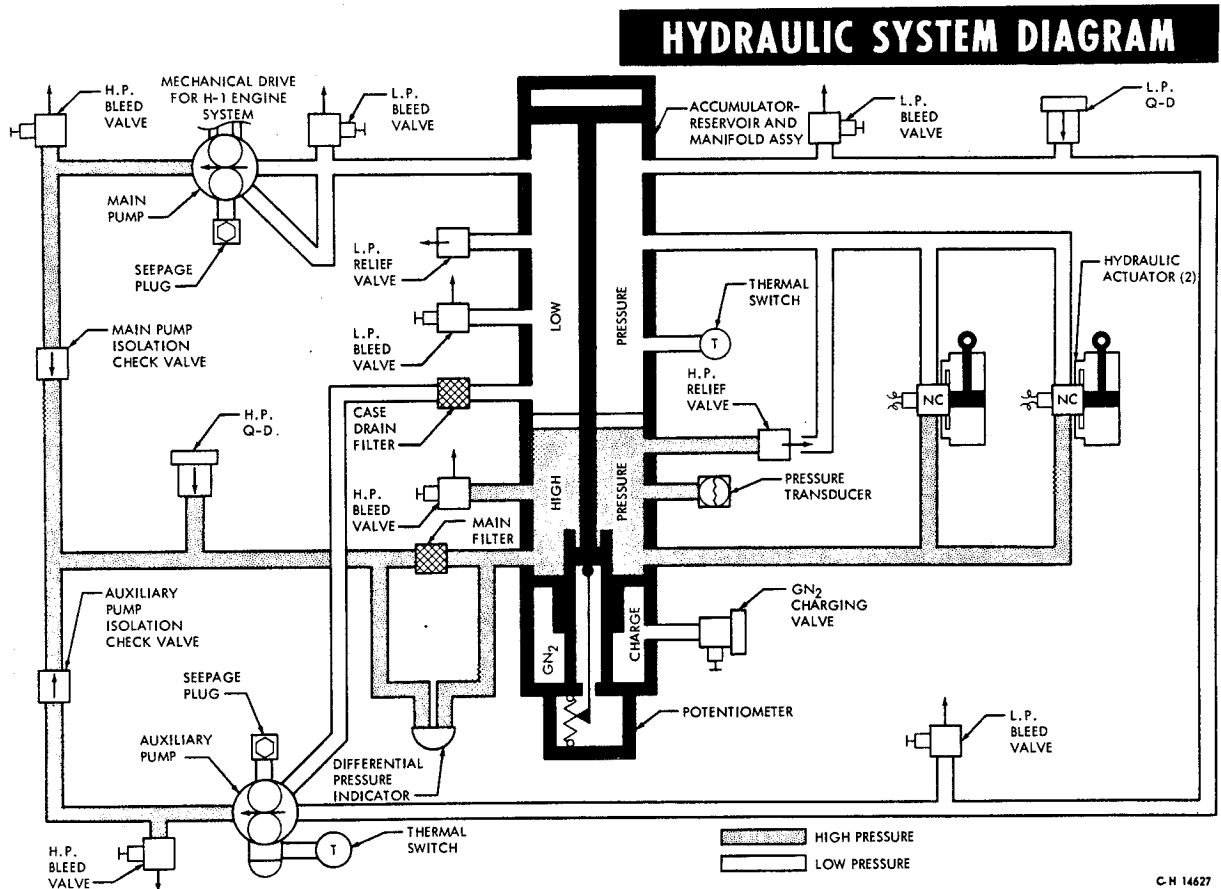 HYDRAULIC SYSTEM DIAGRAM
H.P.
BLEED
VALVE
MECHANICAL DRIVE
FOR H-1 ENGINE
SYSTEM
L.P.
BLEED
VALVE
ACCUMULATOR-
RESERVOIR AND
MANIFOLD ASSY
L.P.
BLEED
VALVE
L.P.
Q-D
MAIN
PUMP
SEEPAGE
PLUG
L.P.
RELIEF
VALVE
L.P.
BLEED
VALVE
LOW
PRESSURE
THERMAL
SWITCH
T
HYDRAULIC
ACTUATOR (2)
MAIN PUMP
ISOLATION
CHECK VALVE
H.P.
RELIEF
VALVE
NC
NC
CASE
DRAIN
FILTER
H.P.
Q-D.
H.P.
BLEED
VALVE
HIGH
PRESSURE
PRESSURE
TRANSDUCER
MAIN
FILTER
AUXILIARY
PUMP
ISOLATION
CHECK VALVE
GN2
CHARGE
GN2
CHARGING
VALVE
SEEPAGE
PLUG
POTENTIOMETER
AUXILIARY
PUMP
DIFFERENTIAL
PRESSURE
INDICATOR
L.P.
BLEED
VALVE
H.P.
BLEED
VALVE
T
THERMAL
SWITCH
HIGH PRESSURE
LOW PRESSURE
C-H 14627